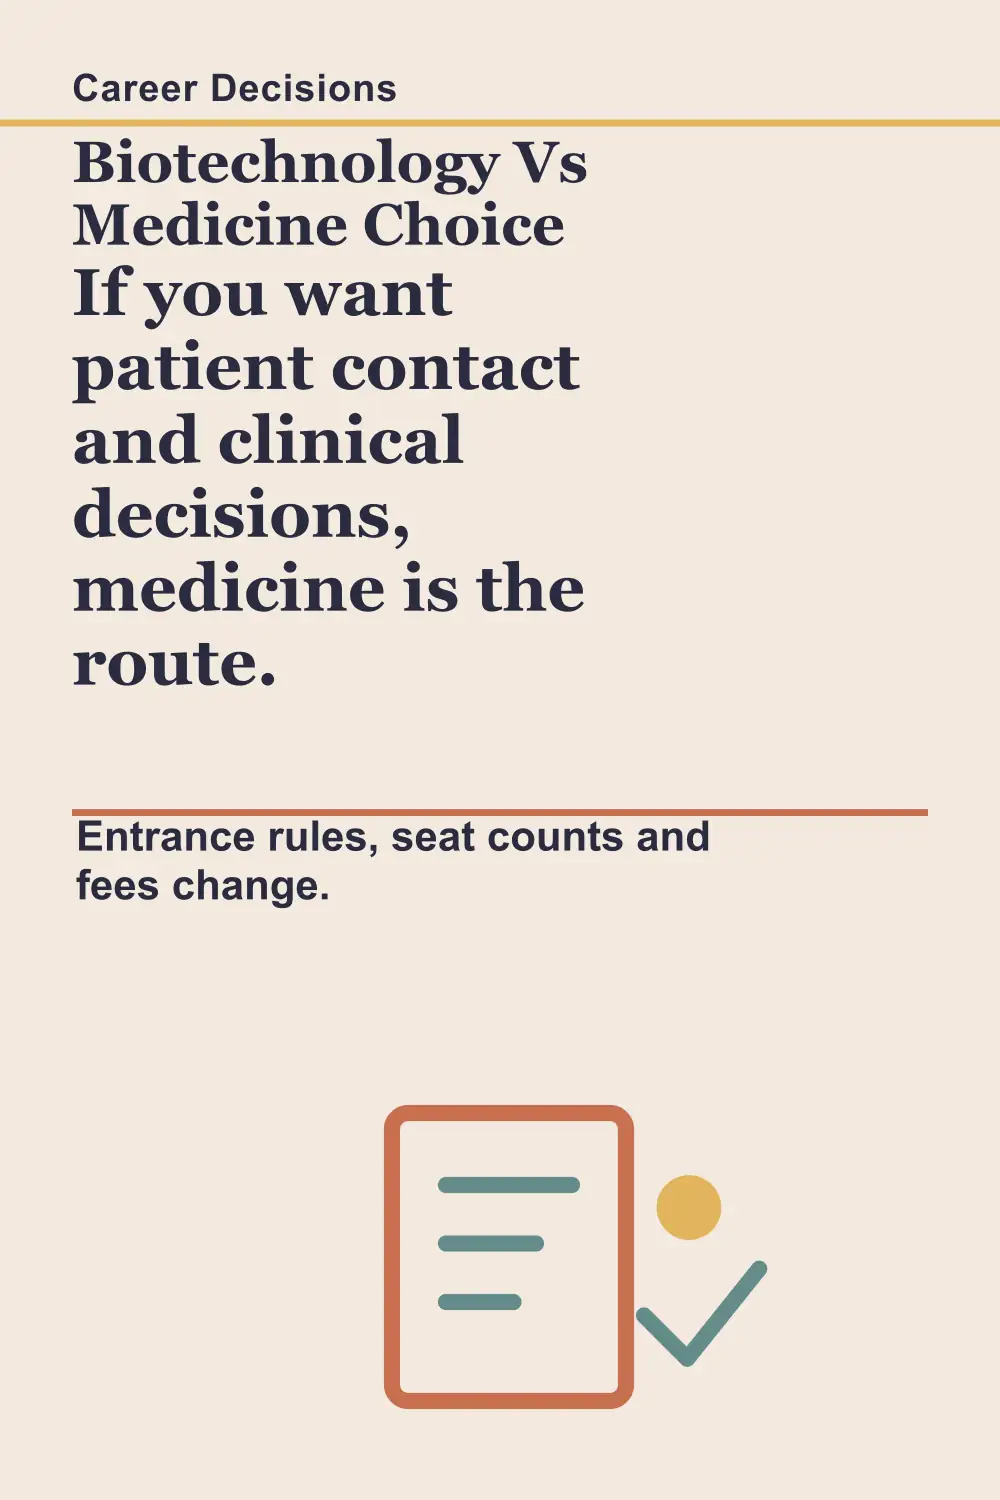 Career Decisions
Biotechnology Vs
Medicine Choice
If you want
patient contact
and clinical
decisions,
medicine is the
route.
Entrance rules, seat counts and
fees change.